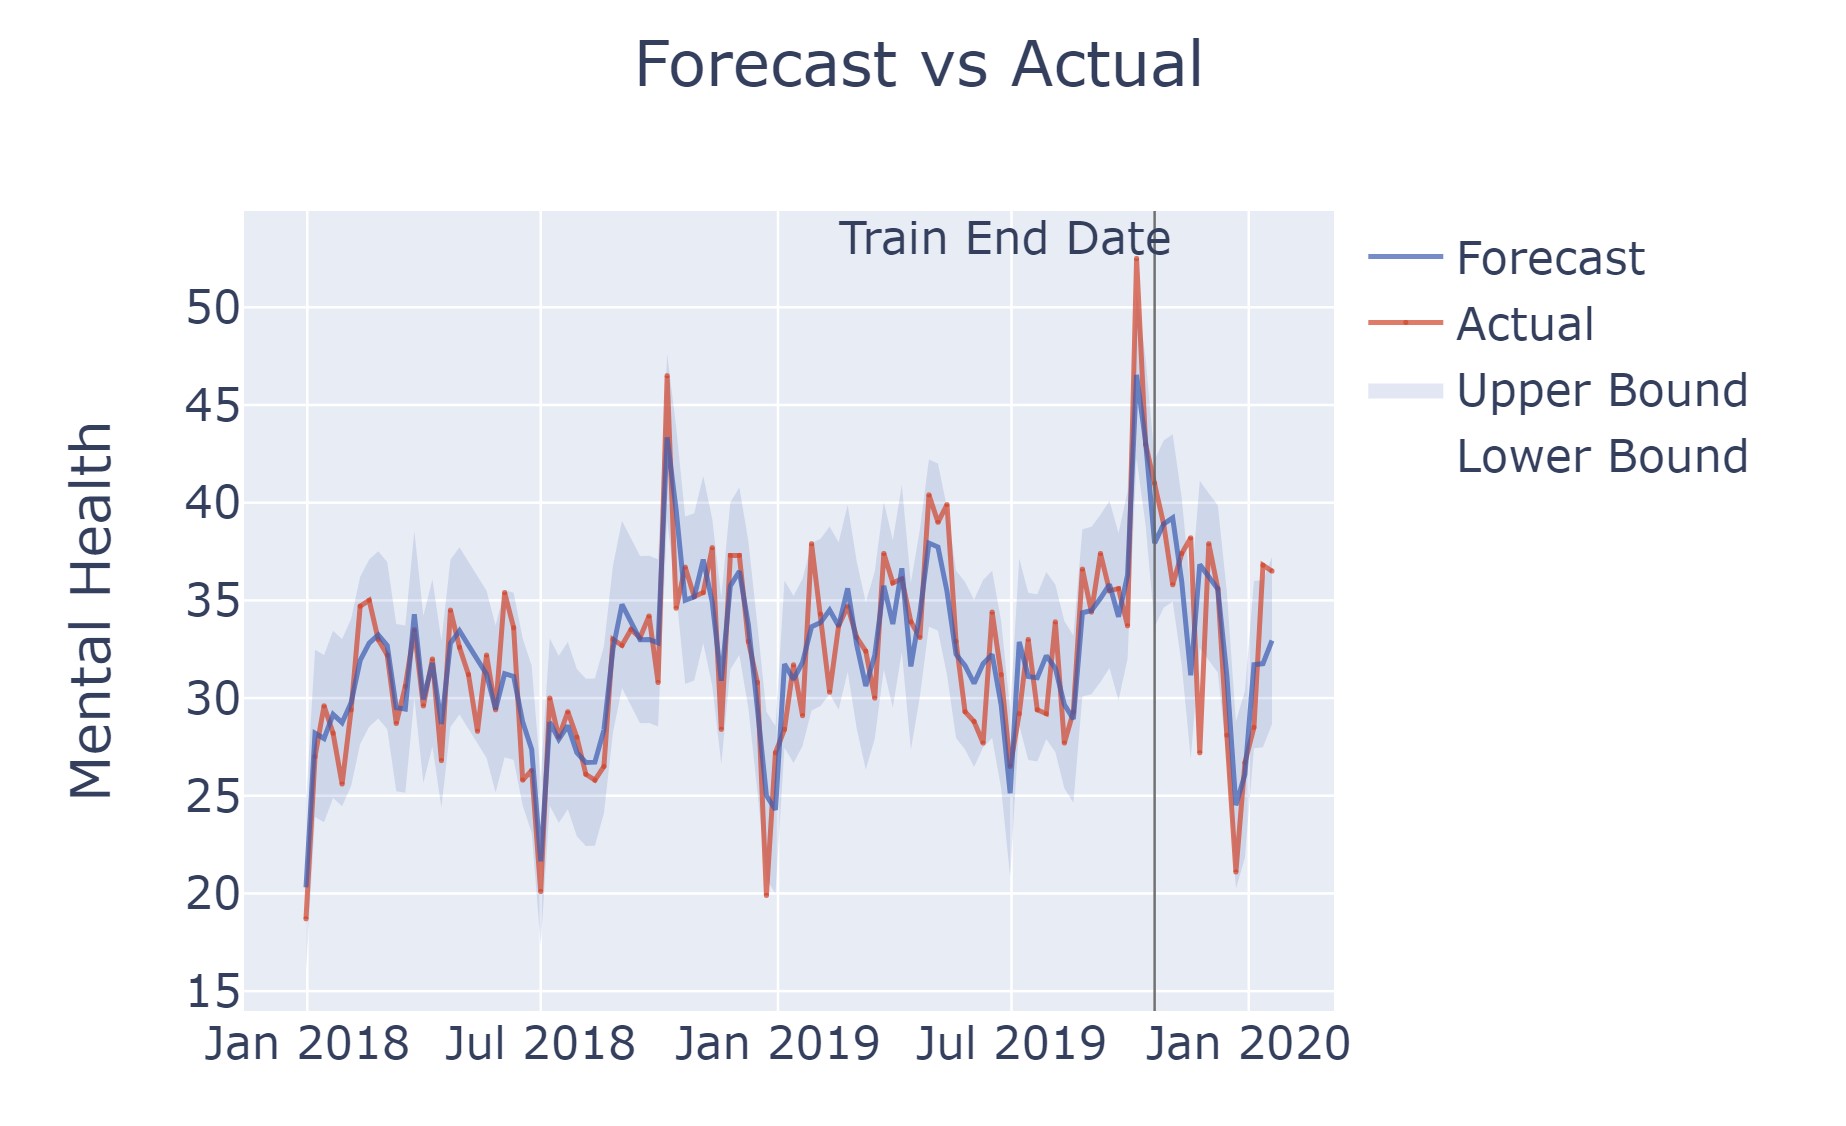 Forecast vs Actual
Train End Date
Forecast
Actual
Upper Bound
Lower Bound
Mental Health
50
45
40
35
30
25
20
15
Jan 2018
Jul 2018
Jan 2019
Jul 2019
Jan 2020